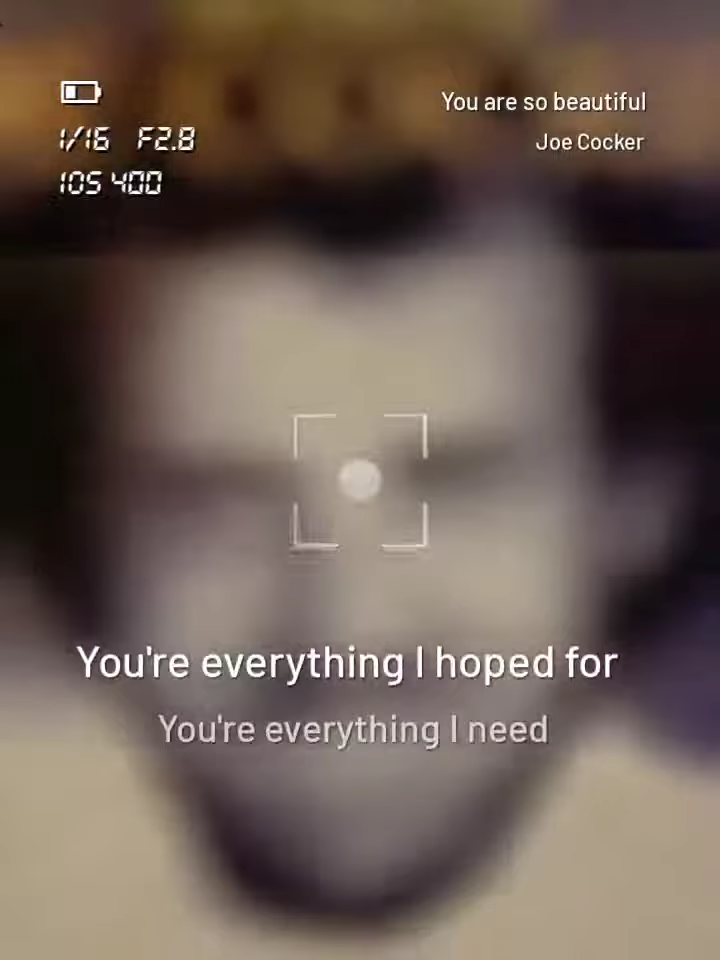 You are so beautiful
Joe Cocker
1/16 F2.8
IOS 400
You're everything I hoped for
You're everything I need